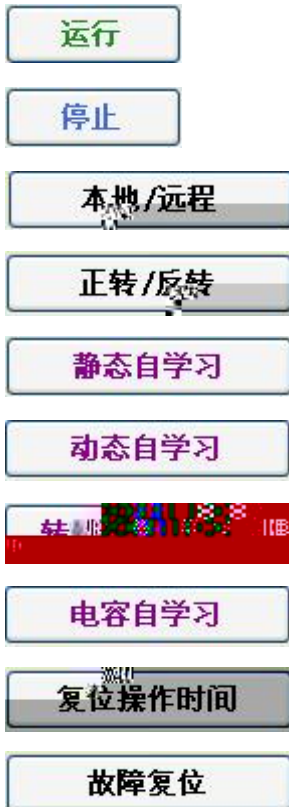 运行
停止
本地/远程
正转/反转
静态自学习
动态自学习
转
电容自学习
复位操作时间
故障复位